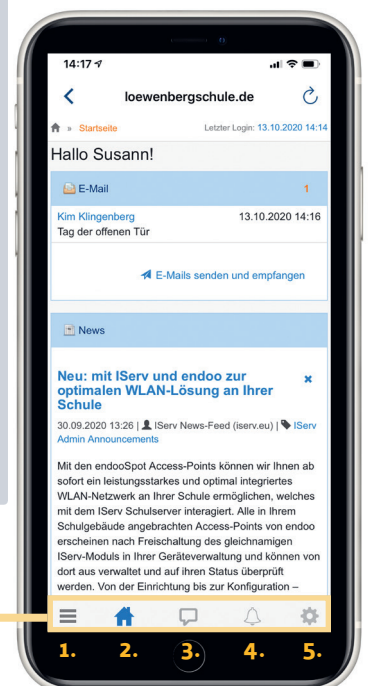 14:17
loewenbergschule.de
» Startseite Letzter Login: 13.10.2020 14:14
Hallo Susann!
E-Mail 1
Kim Klingenberg 13.10.2020 14:16
Tag der offenen Tür
E-Mails senden und empfangen
News
Neu: mit IServ und endoo zur
optimalen WLAN-Lösung an Ihrer
Schule
30.09.2020 13:26 | IServ News-Feed (iserv.eu) | IServ
Admin Announcements
Mit den endooSpot Access-Points können wir Ihnen ab
sofort ein leistungsstarkes und optimal integriertes
WLAN-Netzwerk an Ihrer Schule ermöglichen, welches
mit dem IServ Schulserver interagiert. Alle in Ihrem
Schulgebäude angebrachten Access-Points von endoo
erscheinen nach Freischaltung des gleichnamigen
IServ-Moduls in Ihrer Geräteverwaltung und können von
dort aus verwaltet und auf ihren Status überprüft
werden. Von der Einrichtung bis zur Konfiguration –
1. 2. 3. 4. 5.